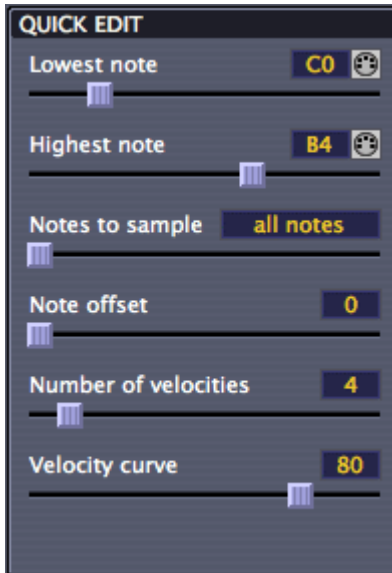 QUICK EDIT
Lowest note C0
Highest note B4
Notes to sample all notes
Note offset 0
Number of velocities 4
Velocity curve 80